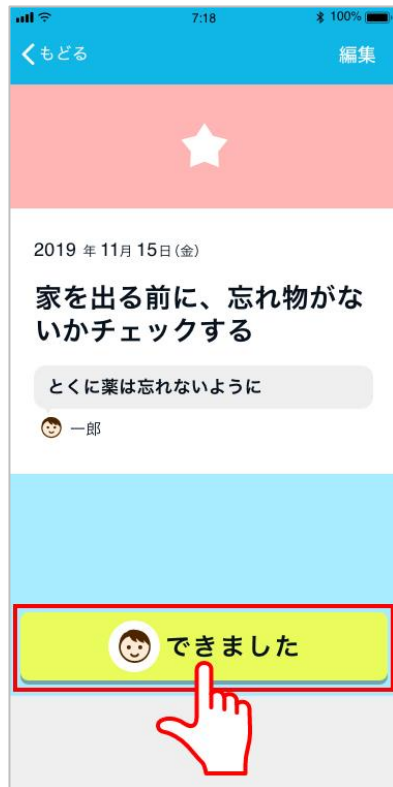 7:18 100%
もどる 編集
2019 年 11月 15日(金)
家を出る前に、忘れ物がな
いかチェックする
とくに薬は忘れないように
一郎
できました